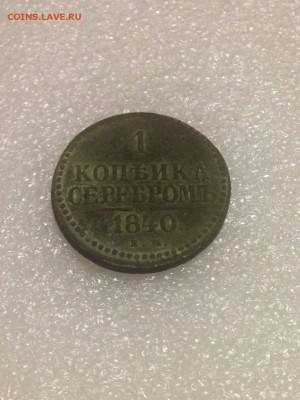 COINS.LAVE.RU
1
КОПѢЙКА
СЕРЕБРОМЪ
1840
Е.М.